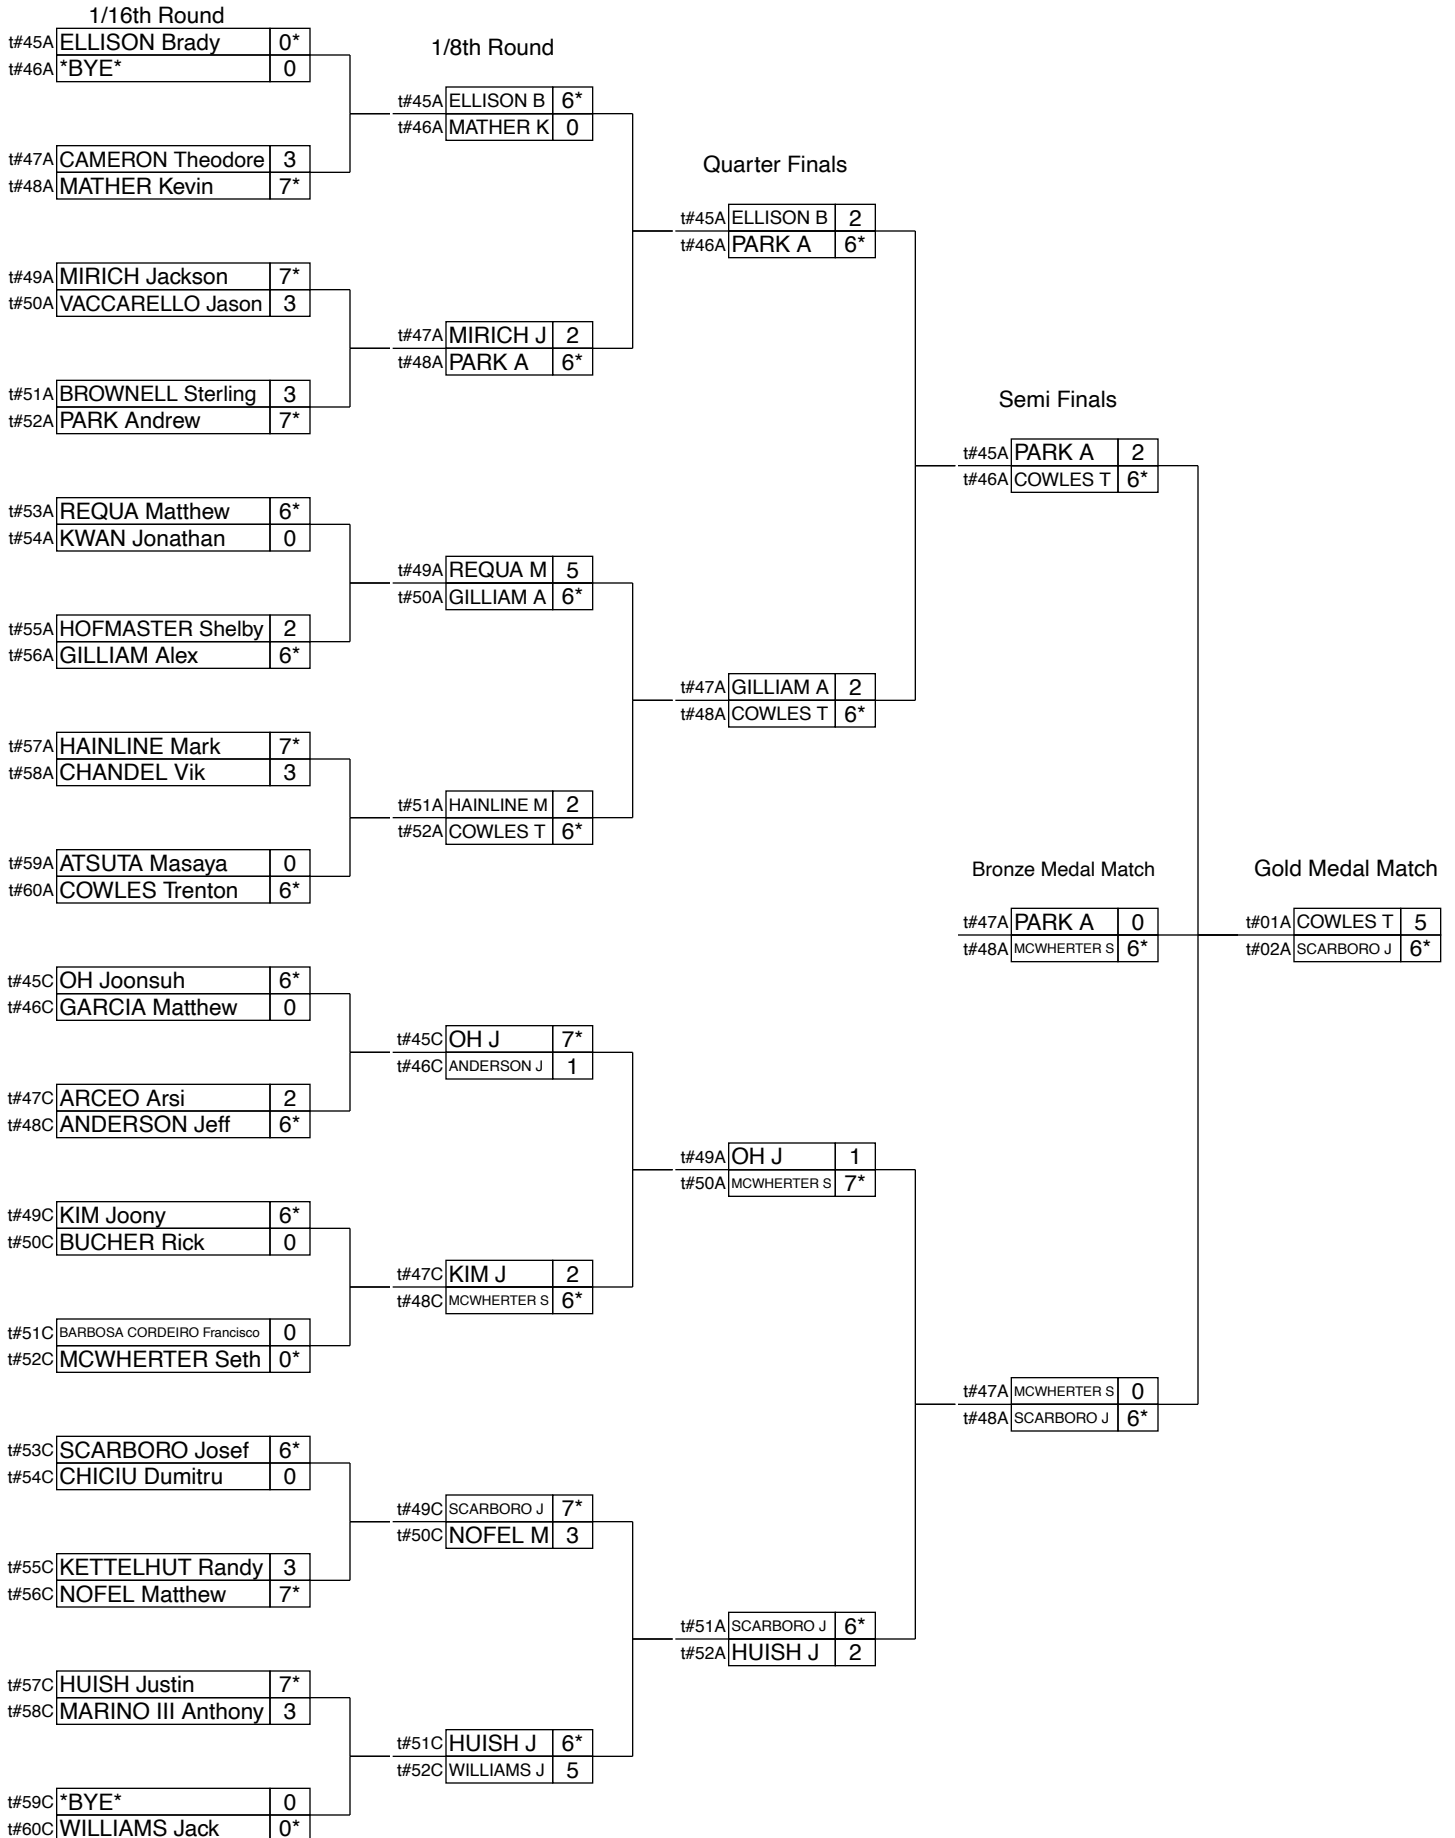 1/16th Round
t#45A ELLISON Brady 0*
t#46A *BYE* 0
t#47A CAMERON Theodore 3
t#48A MATHER Kevin 7*
t#49A MIRICH Jackson 7*
t#50A VACCARELLO Jason 3
t#51A BROWNELL Sterling 3
t#52A PARK Andrew 7*
t#53A REQUA Matthew 6*
t#54A KWAN Jonathan 0
t#55A HOFMASTER Shelby 2
t#56A GILLIAM Alex 6*
t#57A HAINLINE Mark 7*
t#58A CHANDEL Vik 3
t#59A ATSUTA Masaya 0
t#60A COWLES Trenton 6*
t#45C OH Joonsuh 6*
t#46C GARCIA Matthew 0
t#47C ARCEO Arsi 2
t#48C ANDERSON Jeff 6*
t#49C KIM Joony 6*
t#50C BUCHER Rick 0
t#51C BARBOSA CORDEIRO Francisco 0
t#52C MCWHERTER Seth 0*
t#53C SCARBORO Josef 6*
t#54C CHICIU Dumitru 0
t#55C KETTELHUT Randy 3
t#56C NOFEL Matthew 7*
t#57C HUISH Justin 7*
t#58C MARINO III Anthony 3
t#59C *BYE* 0
t#60C WILLIAMS Jack 0*
1/8th Round
t#45A ELLISON B 6*
t#46A MATHER K 0
t#47A MIRICH J 2
t#48A PARK A 6*
t#49A REQUA M 5
t#50A GILLIAM A 6*
t#51A HAINLINE M 2
t#52A COWLES T 6*
t#45C OH J 7*
t#46C ANDERSON J 1
t#47C KIM J 2
t#48C MCWHERTER S 6*
t#49C SCARBORO J 7*
t#50C NOFEL M 3
t#51C HUISH J 6*
t#52C WILLIAMS J 5
Quarter Finals
t#45A ELLISON B 2
t#46A PARK A 6*
t#47A GILLIAM A 2
t#48A COWLES T 6*
t#49A OH J 1
t#50A MCWHERTER S 7*
t#51A SCARBORO J 6*
t#52A HUISH J 2
Semi Finals
t#45A PARK A 2
t#46A COWLES T 6*
t#47A MCWHERTER S 0
t#48A SCARBORO J 6*
Bronze Medal Match
t#47A PARK A 0
t#48A MCWHERTER S 6*
Gold Medal Match
t#01A COWLES T 5
t#02A SCARBORO J 6*